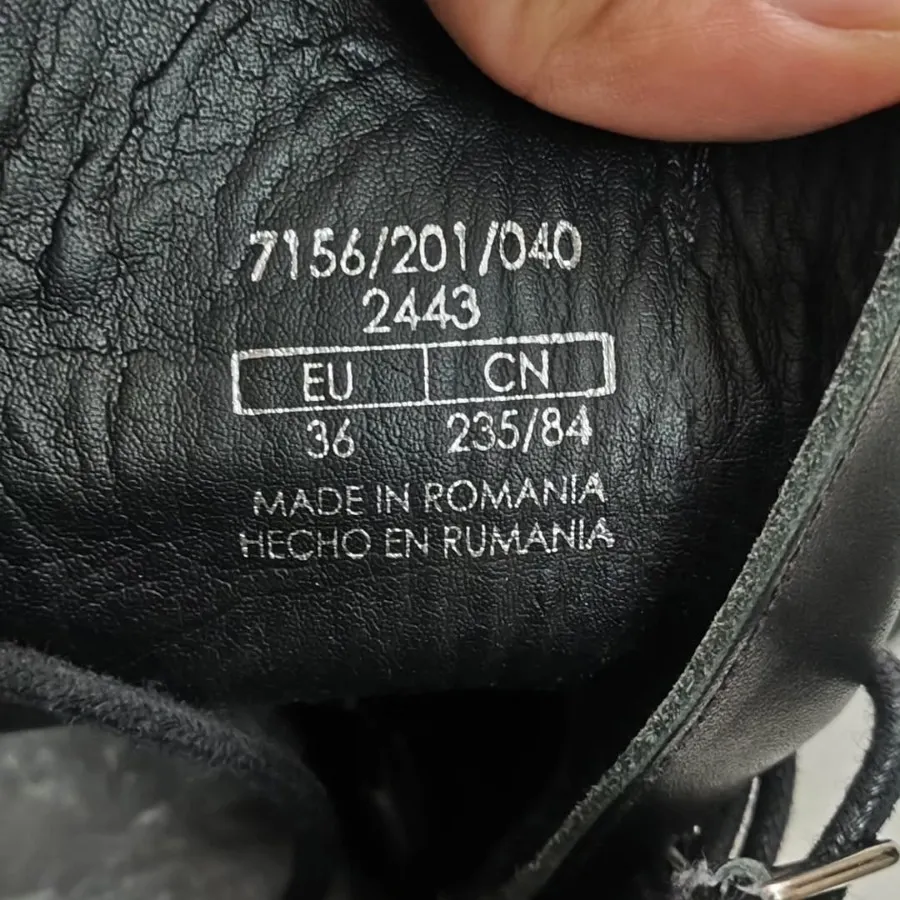 7156/201/040
2443
EU CN
36 235/84
MADE IN ROMANIA
HECHO EN RUMANIA